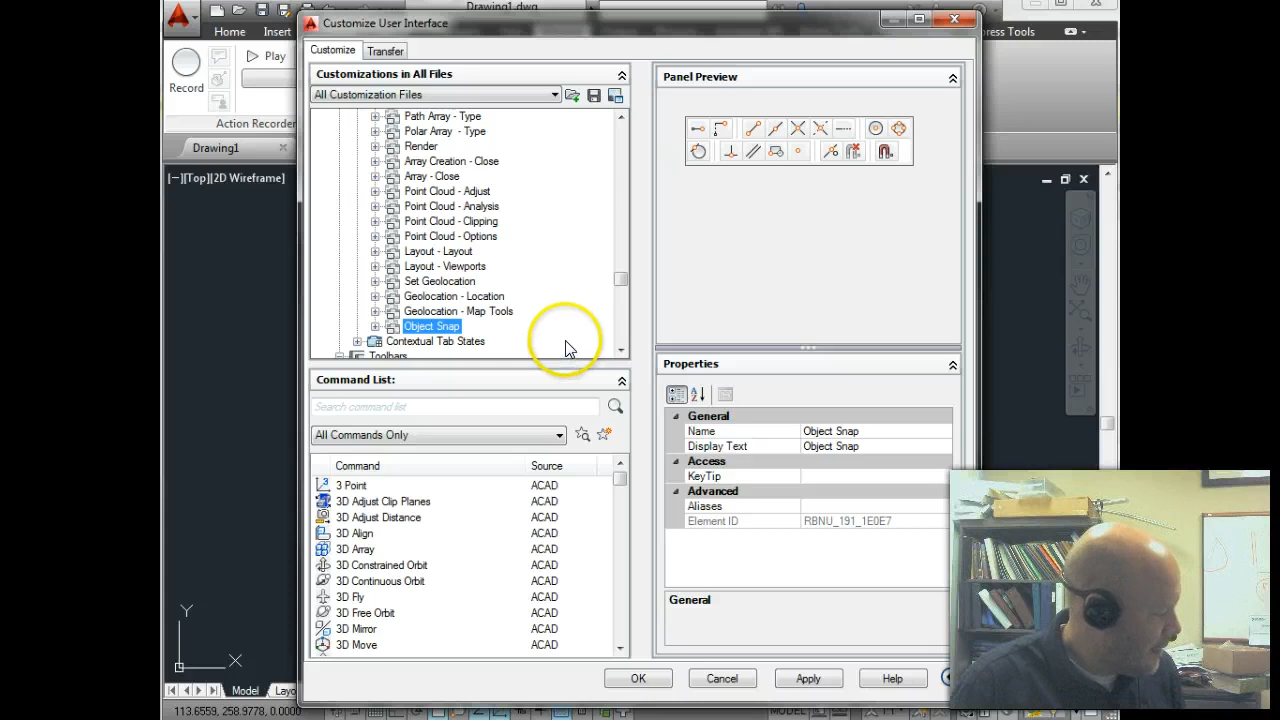 Drawing1.dwg
Customize User Interface
Home
Insert
press Tools
Customize
Transfer
Play
Record
Action Recorder
Drawing1
[−][Top][2D Wireframe]
Customizations in All Files
All Customization Files
Path Array - Type
Polar Array - Type
Render
Array Creation - Close
Array - Close
Point Cloud - Adjust
Point Cloud - Analysis
Point Cloud - Clipping
Point Cloud - Options
Layout - Layout
Layout - Viewports
Set Geolocation
Geolocation - Location
Geolocation - Map Tools
Object Snap
Contextual Tab States
Toolbars
Command List:
Search command list
All Commands Only
Command Source
3 Point ACAD
3D Adjust Clip Planes ACAD
3D Adjust Distance ACAD
3D Align ACAD
3D Array ACAD
3D Constrained Orbit ACAD
3D Continuous Orbit ACAD
3D Fly ACAD
3D Free Orbit ACAD
3D Mirror ACAD
3D Move ACAD
Panel Preview
Properties
General
Name Object Snap
Display Text Object Snap
Access
KeyTip
Advanced
Aliases
Element ID RBNU_191_1E0E7
General
OK
Cancel
Apply
Help
Y
X
Model
Layo
113.6559, 258.9778, 0.0000
MODEL